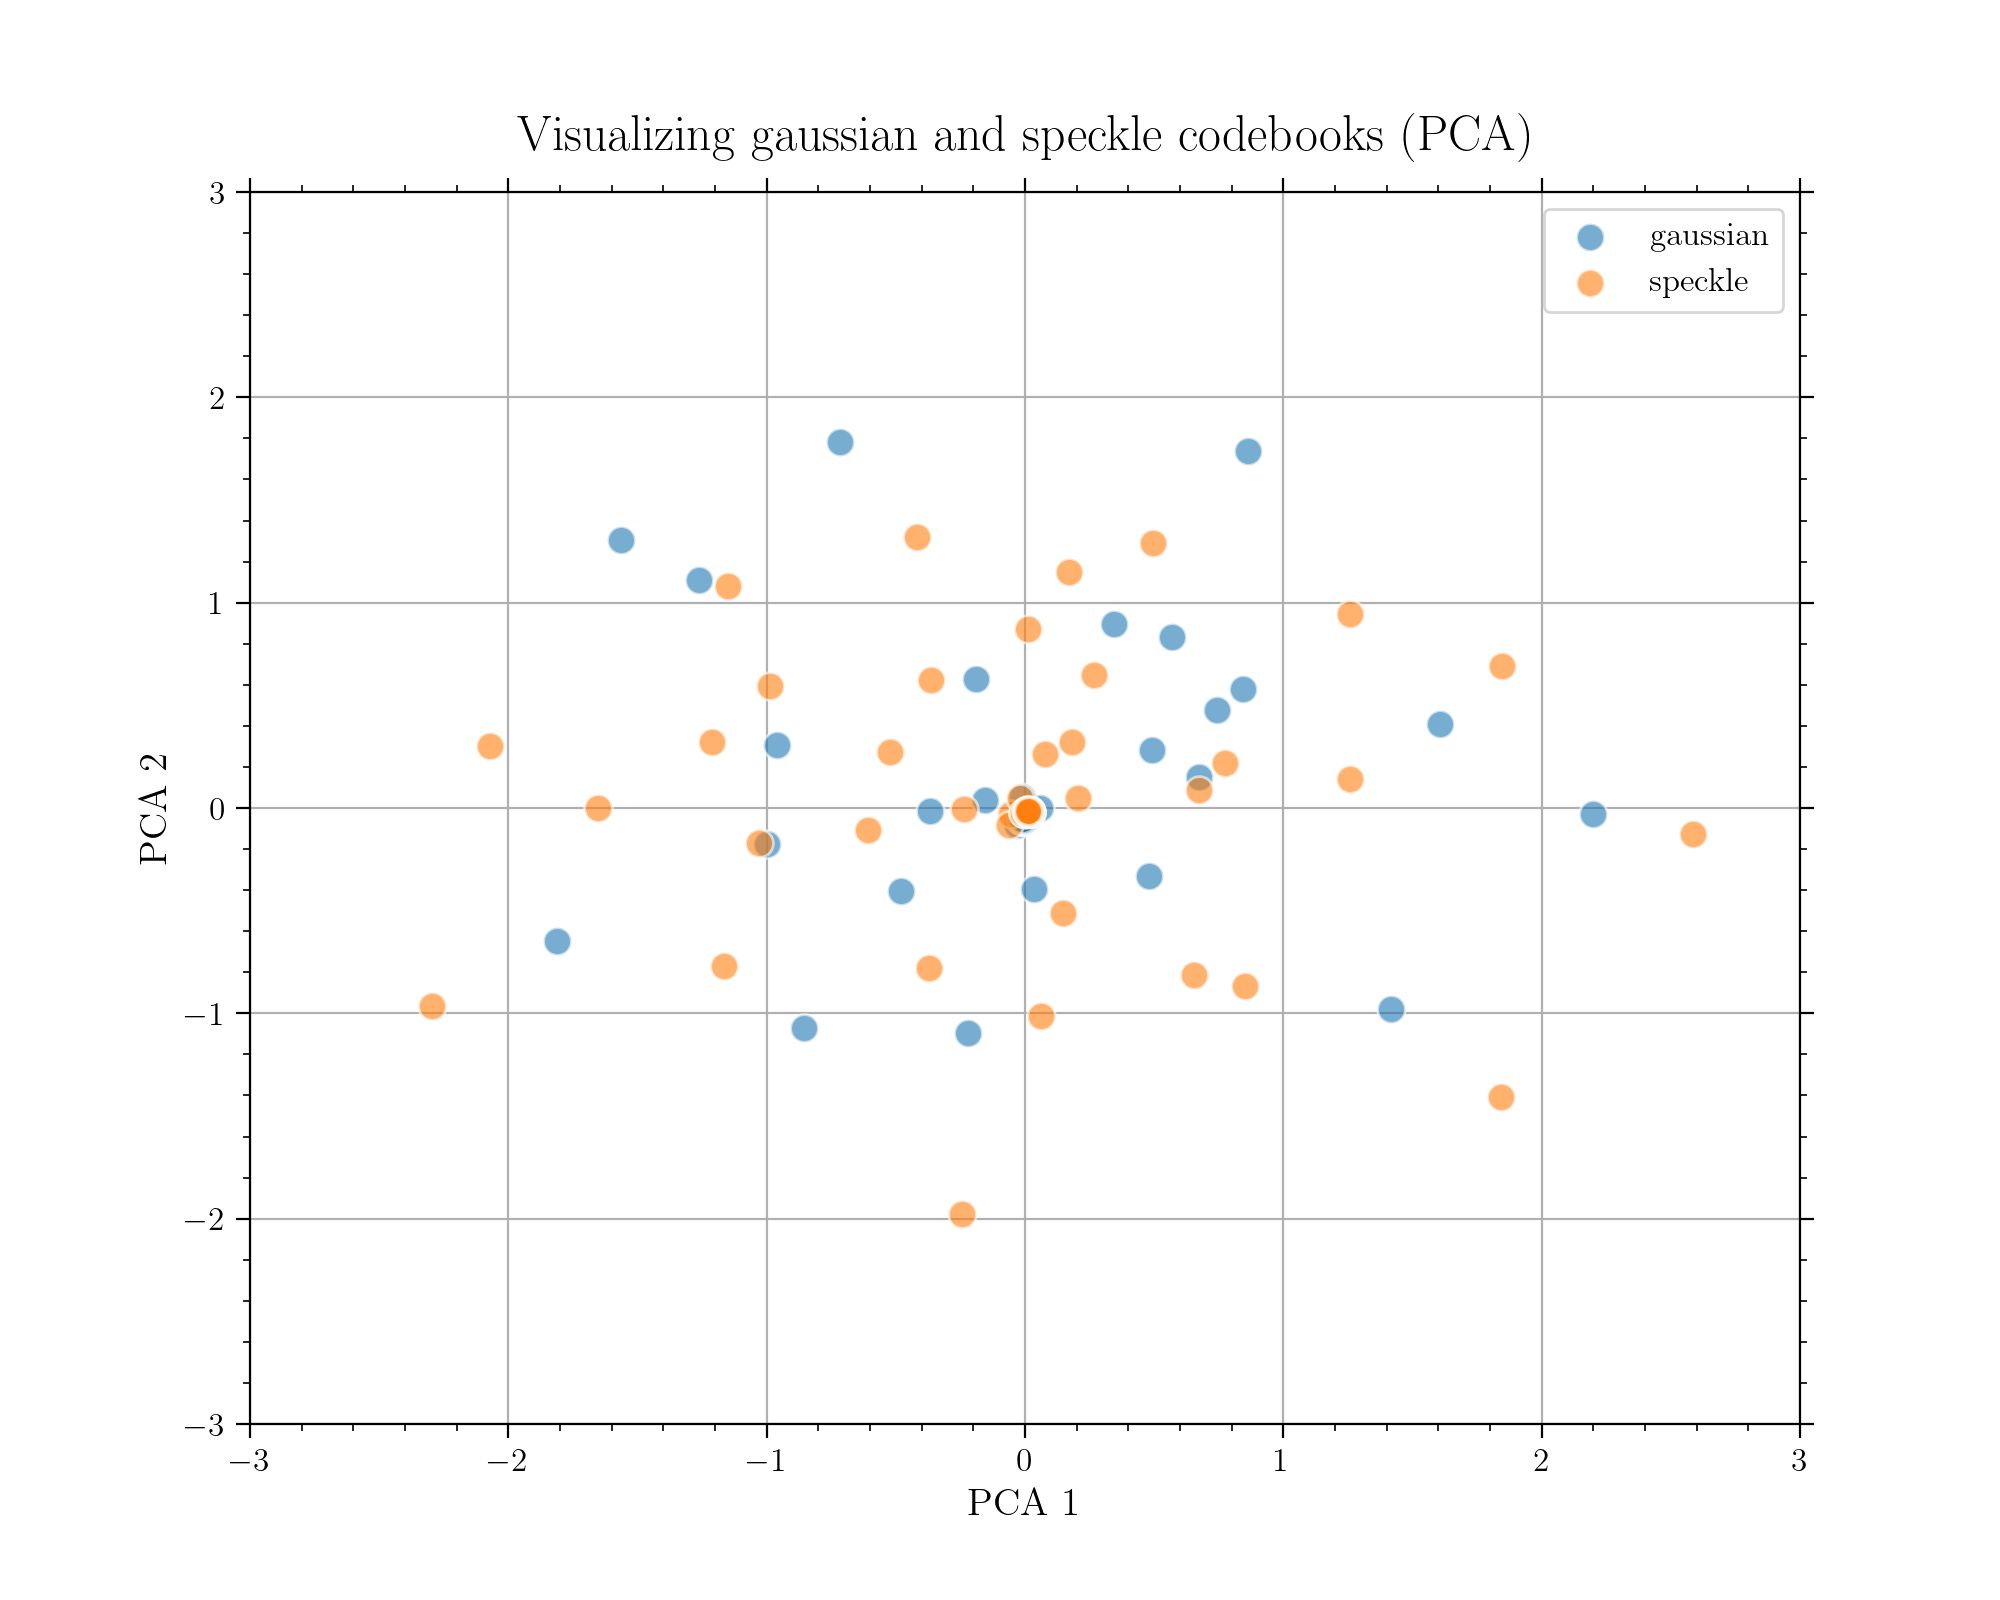 Visualizing gaussian and speckle codebooks (PCA)
gaussian
speckle
3
2
1
0
−1
−2
−3
PCA 2
−3 −2 −1 0 1 2 3
PCA 1